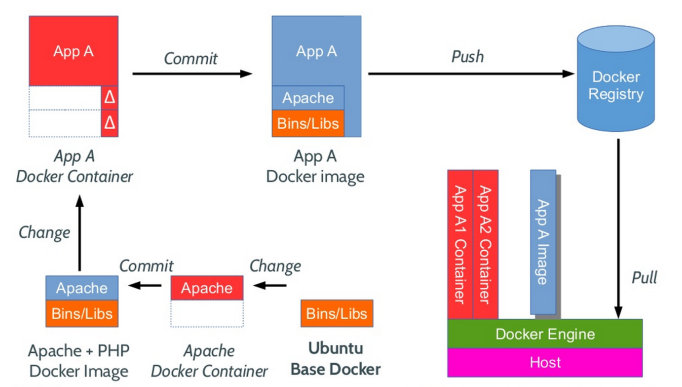 App A
Δ
Δ
App A
Docker Container
Commit
App A
Apache
Bins/Libs
App A
Docker image
Push
Docker
Registry
Change
Apache
Bins/Libs
Apache + PHP
Docker Image
Commit
Apache
Apache
Docker Container
Change
Bins/Libs
Ubuntu
Base Docker
App A1 Container
App A2 Container
App A Image
Pull
Docker Engine
Host